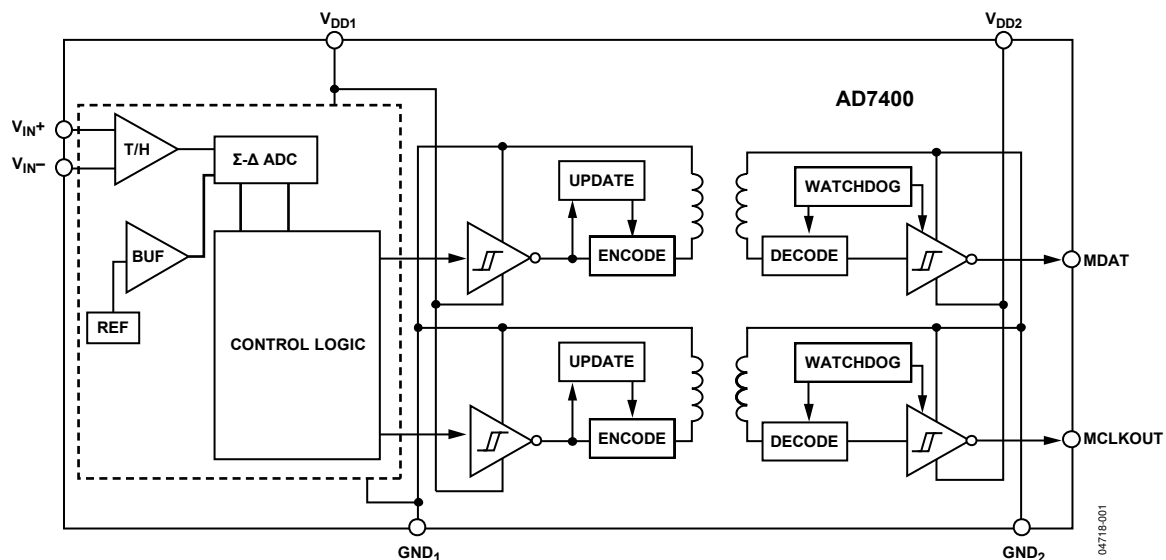 VDD1
VDD2
AD7400
VIN+
VIN−
T/H
Σ-Δ ADC
BUF
REF
CONTROL LOGIC
UPDATE
ENCODE
WATCHDOG
DECODE
MDAT
UPDATE
ENCODE
WATCHDOG
DECODE
MCLKOUT
GND1
GND2
04718-001